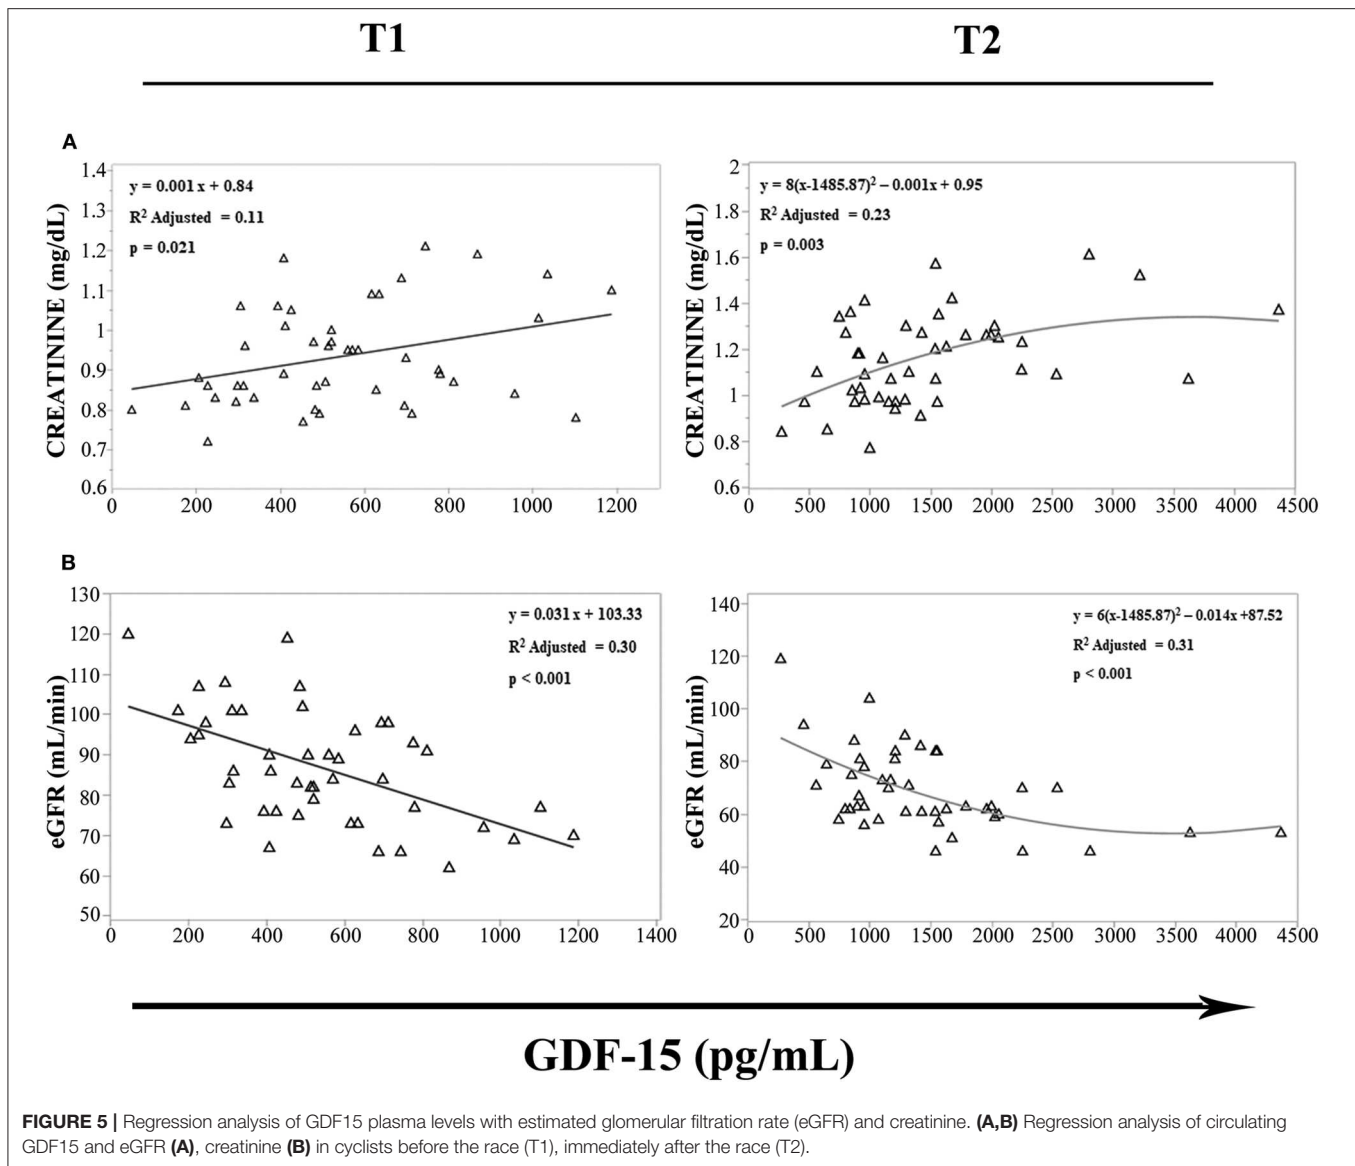 T1
T2
A
CREATININE (mg/dL)
1.4
1.3
1.2
1.1
1
0.9
0.8
0.7
0.6
y = 0.001 x + 0.84
R² Adjusted = 0.11
p = 0.021
0 200 400 600 800 1000 1200
CREATININE (mg/dL)
2
1.8
1.6
1.4
1.2
1
0.8
0.6
y = 8(x-1485.87)² – 0.001x + 0.95
R² Adjusted = 0.23
p = 0.003
0 500 1000 1500 2000 2500 3000 3500 4000 4500
B
eGFR (mL/min)
130
120
110
100
90
80
70
60
50
y = 0.031 x + 103.33
R² Adjusted = 0.30
p < 0.001
0 200 400 600 800 1000 1200 1400
eGFR (mL/min)
140
120
100
80
60
40
20
y = 6(x-1485.87)² – 0.014x +87.52
R² Adjusted = 0.31
p < 0.001
0 500 1000 1500 2000 2500 3000 3500 4000 4500
GDF-15 (pg/mL)
FIGURE 5 | Regression analysis of GDF15 plasma levels with estimated glomerular filtration rate (eGFR) and creatinine. (A,B) Regression analysis of circulating
GDF15 and eGFR (A), creatinine (B) in cyclists before the race (T1), immediately after the race (T2).